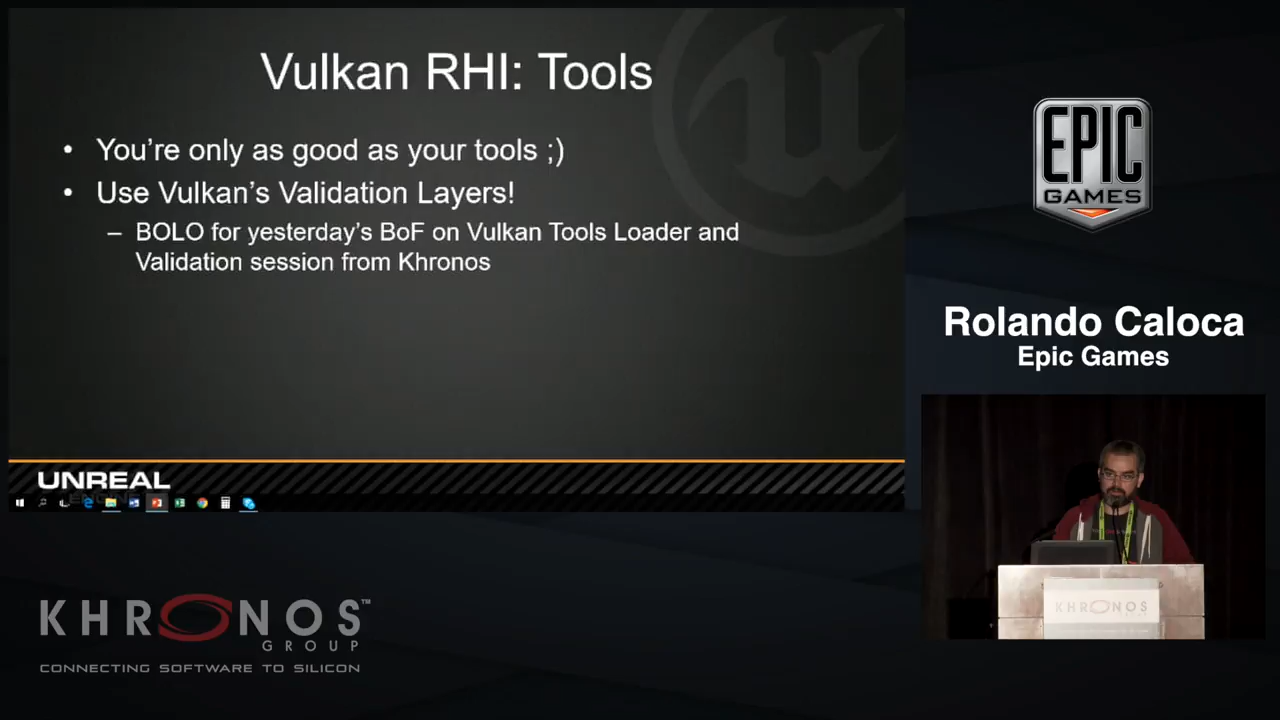 Vulkan RHI: Tools
• You're only as good as your tools ;)
• Use Vulkan's Validation Layers!
– BOLO for yesterday's BoF on Vulkan Tools Loader and
Validation session from Khronos
UNREAL
EPIC
GAMES
Rolando Caloca
Epic Games
KHRONOS
KHRONOS™
GROUP
CONNECTING SOFTWARE TO SILICON